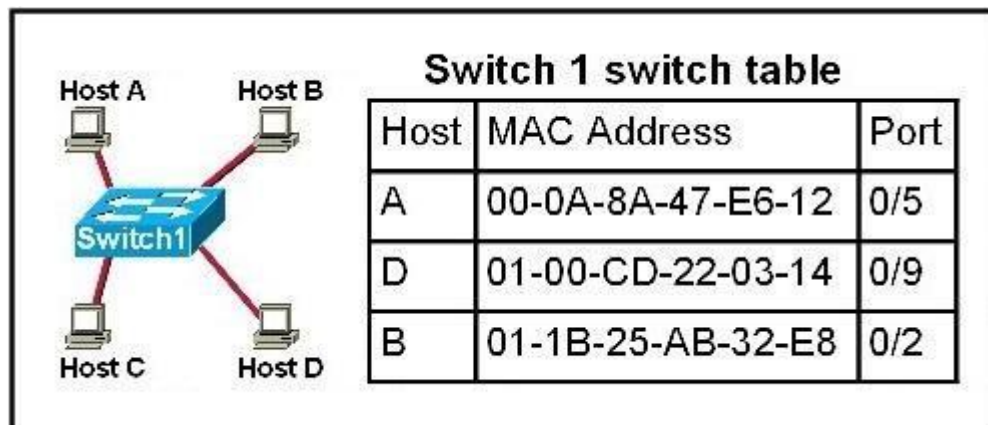 Host A
Host B
Switch1
Host C
Host D
Switch 1 switch table
Host MAC Address Port
A 00-0A-8A-47-E6-12 0/5
D 01-00-CD-22-03-14 0/9
B 01-1B-25-AB-32-E8 0/2